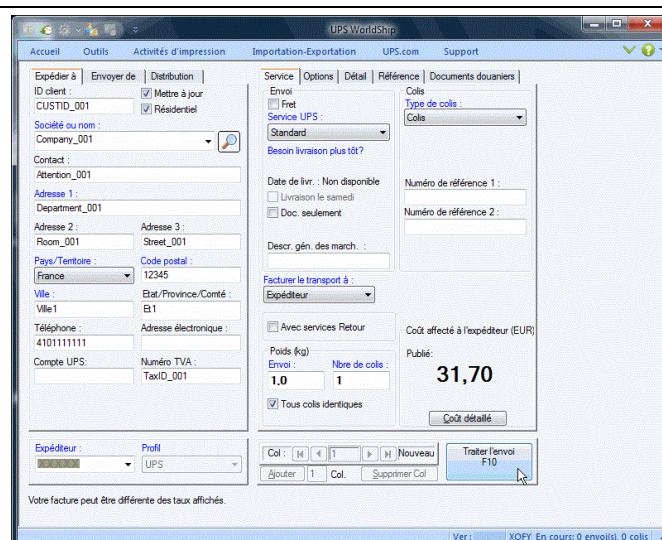 UPS WorldShip
Accueil Outils Activités d'impression Importation-Exportation UPS.com Support
Expédier à Envoyer de Distribution
ID client :
CUSTID_001
Mettre à jour
Résidentiel
Société ou nom :
Company_001
Contact :
Attention_001
Adresse 1 :
Department_001
Adresse 2 : Adresse 3 :
Room_001 Street_001
Pays/Territoire : Code postal :
France 12345
Ville : Etat/Province/Comté :
Ville1 Et1
Téléphone : Adresse électronique :
4101111111
Compte UPS: Numéro TVA :
TaxID_001
Expéditeur : Profil
XXXXX UPS
Votre facture peut être différente des taux affichés.
Service Options Détail Référence Documents douaniers
Envoi
Fret
Service UPS :
Standard
Besoin livraison plus tôt?
Date de livr. : Non disponible
Livraison le samedi
Doc. seulement
Descr. gén. des march. :
Facturer le transport à :
Expéditeur
Avec services Retour
Poids (kg)
Envoi : Nbre de colis :
1,0 1
Tous colis identiques
Colis
Type de colis :
Colis
Numéro de référence 1 :
Numéro de référence 2 :
Coût affecté à l'expéditeur (EUR)
Publié:
31,70
Coût détaillé
Col : 1 Nouveau
Ajouter 1 Col. Supprimer Col
Traiter l'envoi
F10
Ver : XOFY En cours: 0 envoi(s), 0 colis